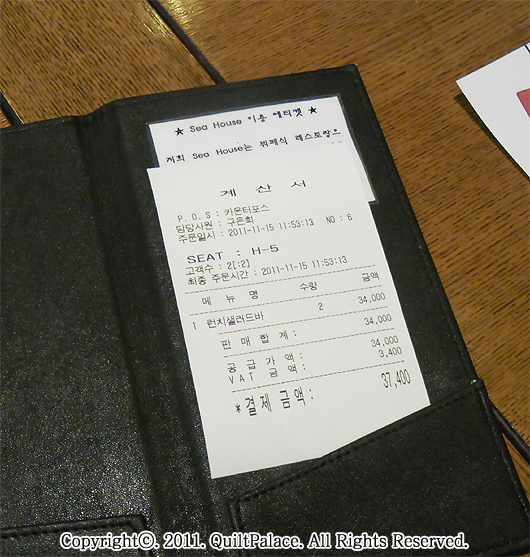 ★ Sea House 이용 에티켓 ★
저희 Sea House는 뷔페식 레스토랑으
계 산 서
P.O.S : 카운터포스
담당사원 : 구은희
주문일시 : 2011-11-15 11:53:13 NO : 6
SEAT : H-5
고객수 : 2[:2]
최종 주문시간 : 2011-11-15 11:53:13
메 뉴 명 수량 금액
1 런치샐러드바 2 34,000
판 매 합 계 : 34,000
공 급 가 액 : 34,000
V A T 금 액 : 3,400
*결제 금액 : 37,400
Copyright©. 2011. QuiltPalace. All Rights Reserved.